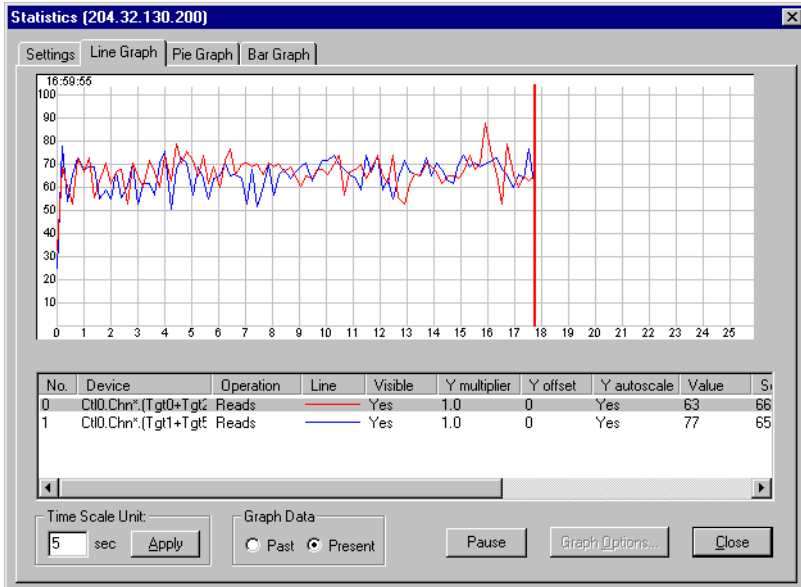 Statistics (204.32.130.200)
Settings Line Graph Pie Graph Bar Graph
16:59:55
100
90
80
70
60
50
40
30
20
10
0 1 2 3 4 5 6 7 8 9 10 11 12 13 14 15 16 17 18 19 20 21 22 23 24 25
No. Device Operation Line Visible Y multiplier Y offset Y autoscale Value
0 Ctl0.Chn*.(Tgt0+Tgt2 Reads Yes 1.0 0 Yes 63 66
1 Ctl0.Chn*.(Tgt1+Tgt5 Reads Yes 1.0 0 Yes 77 65
Time Scale Unit:
5 sec Apply
Graph Data
Past Present
Pause Graph Options... Close